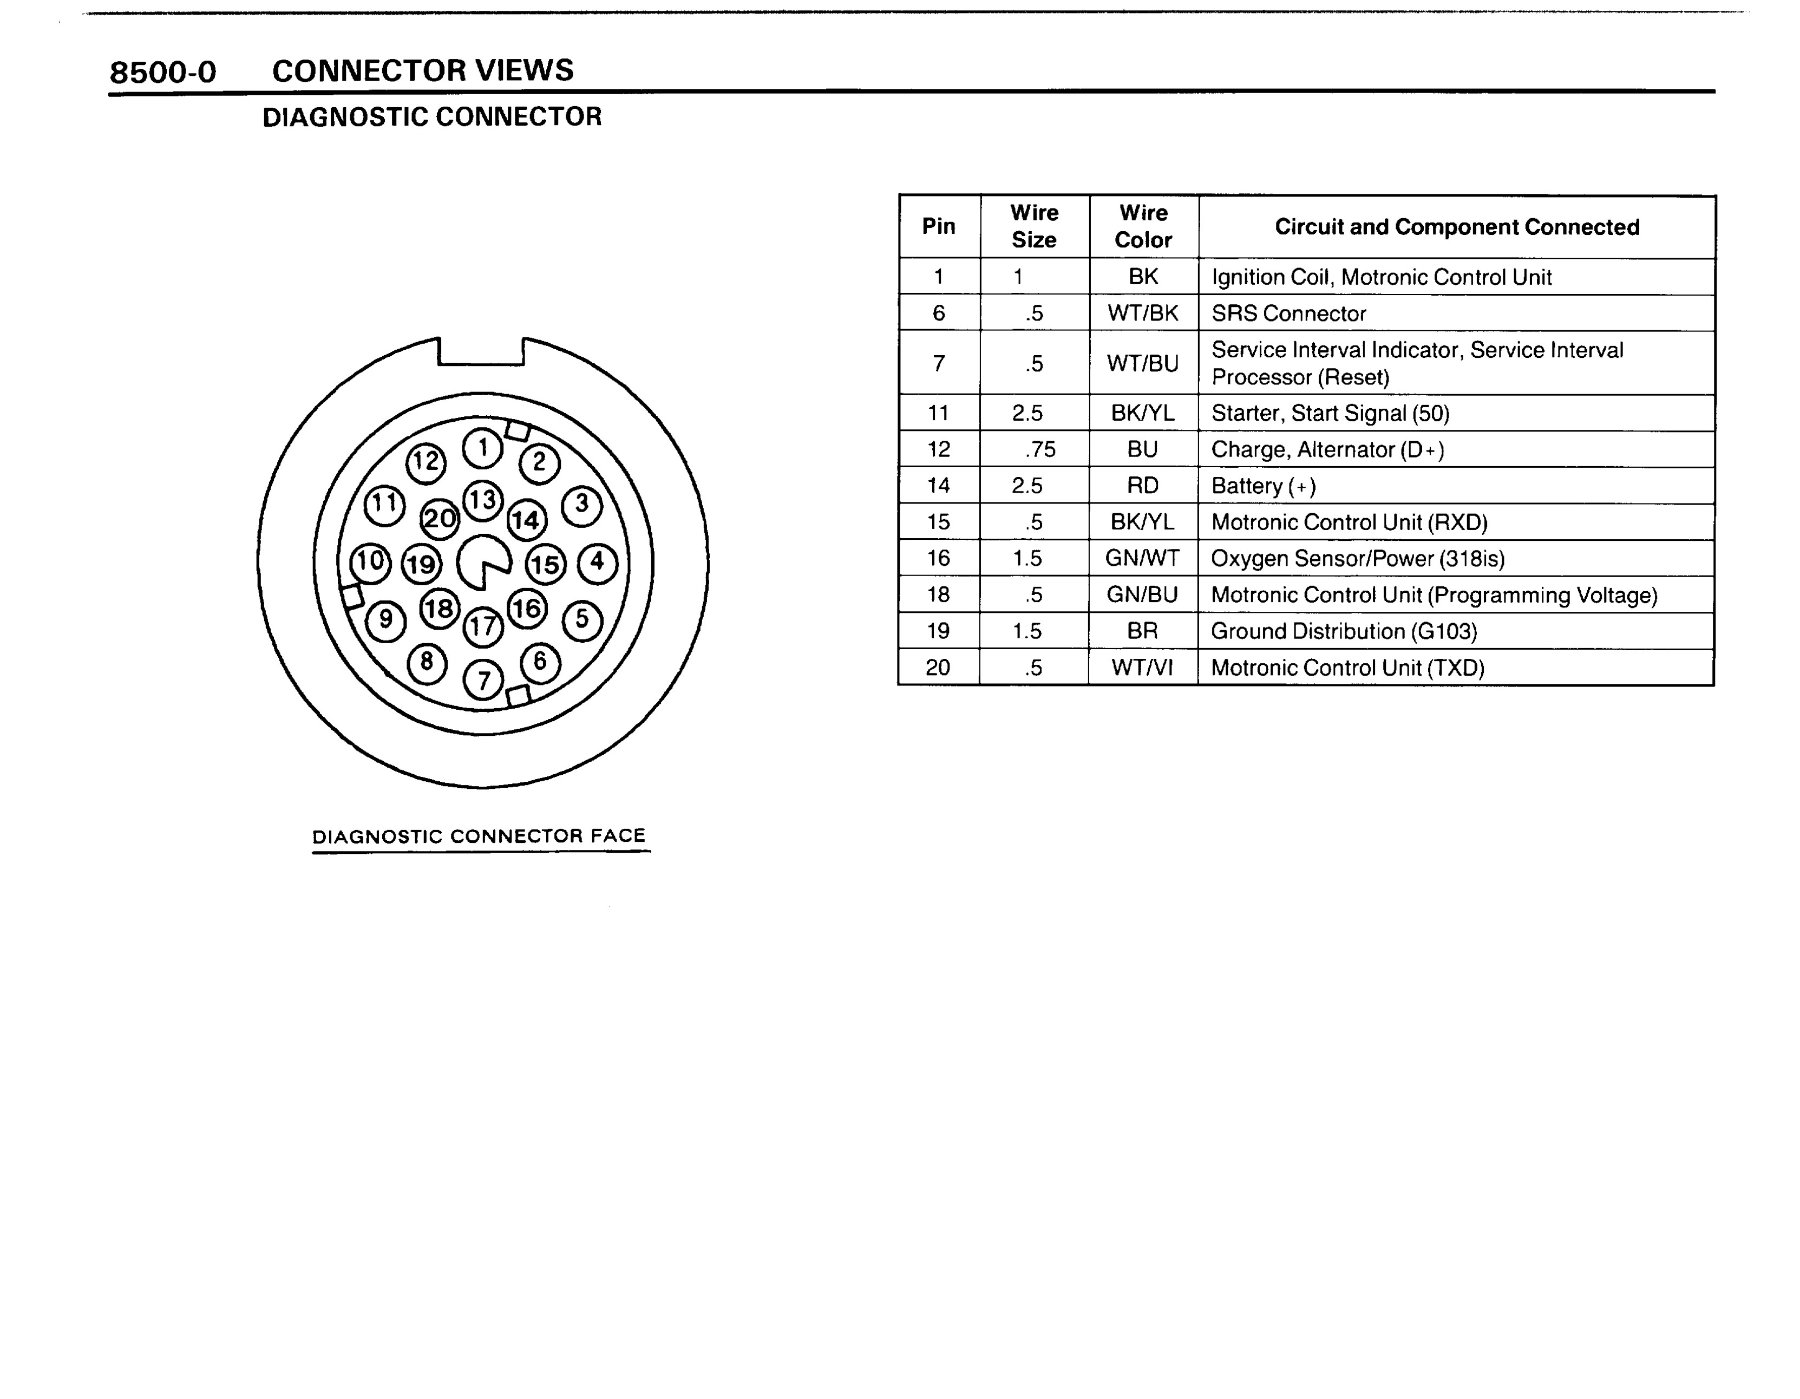 8500-0 CONNECTOR VIEWS
DIAGNOSTIC CONNECTOR
Pin Wire Size Wire Color Circuit and Component Connected
1 1 BK Ignition Coil, Motronic Control Unit
6 .5 WT/BK SRS Connector
7 .5 WT/BU Service Interval Indicator, Service Interval
Processor (Reset)
11 2.5 BK/YL Starter, Start Signal (50)
12 .75 BU Charge, Alternator (D+)
14 2.5 RD Battery (+)
15 .5 BK/YL Motronic Control Unit (RXD)
16 1.5 GN/WT Oxygen Sensor/Power (318is)
18 .5 GN/BU Motronic Control Unit (Programming Voltage)
19 1.5 BR Ground Distribution (G103)
20 .5 WT/VI Motronic Control Unit (TXD)
1
12 2
11 20 13 14 3
10 19 15 4
9 18 17 16 5
8 7 6
DIAGNOSTIC CONNECTOR FACE